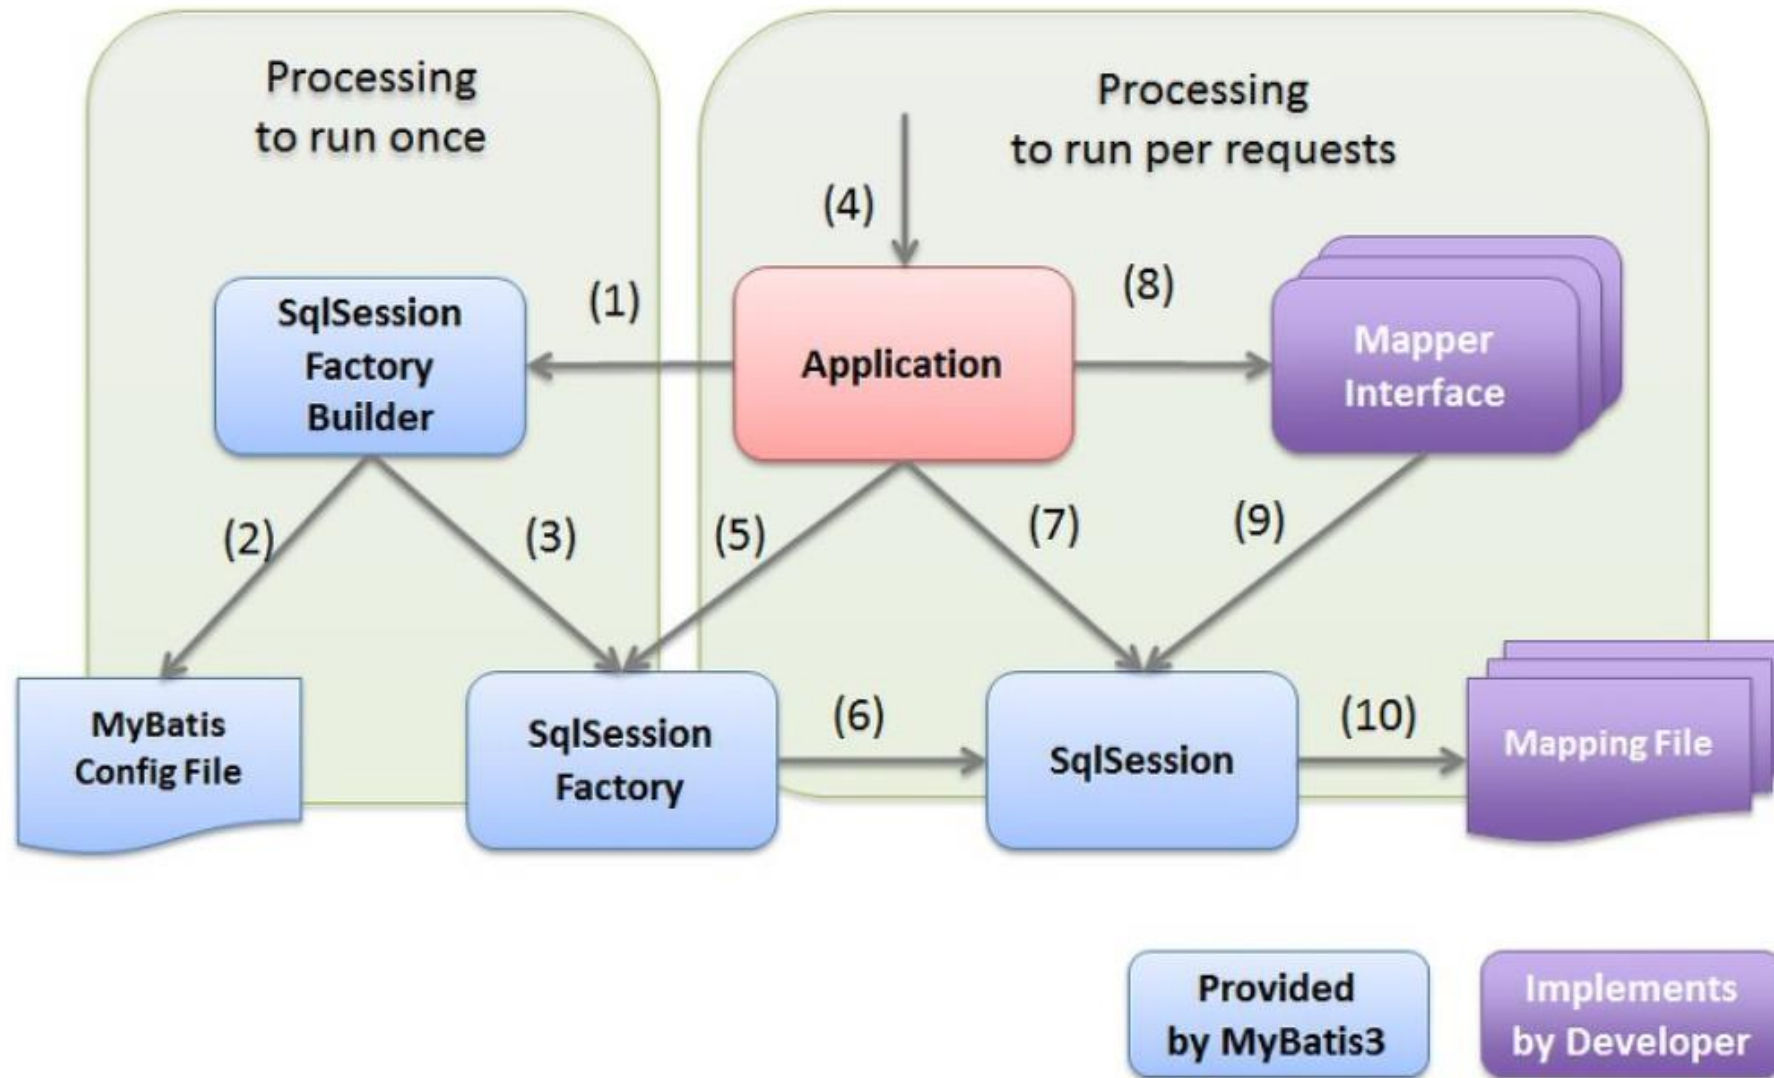 Processing
to run once
Processing
to run per requests
(4)
(1)
(8)
SqlSession
Factory
Builder
Application
Mapper
Interface
(2)
(3)
(5)
(7)
(9)
MyBatis
Config File
SqlSession
Factory
(6)
SqlSession
(10)
Mapping File
Provided
by MyBatis3
Implements
by Developer